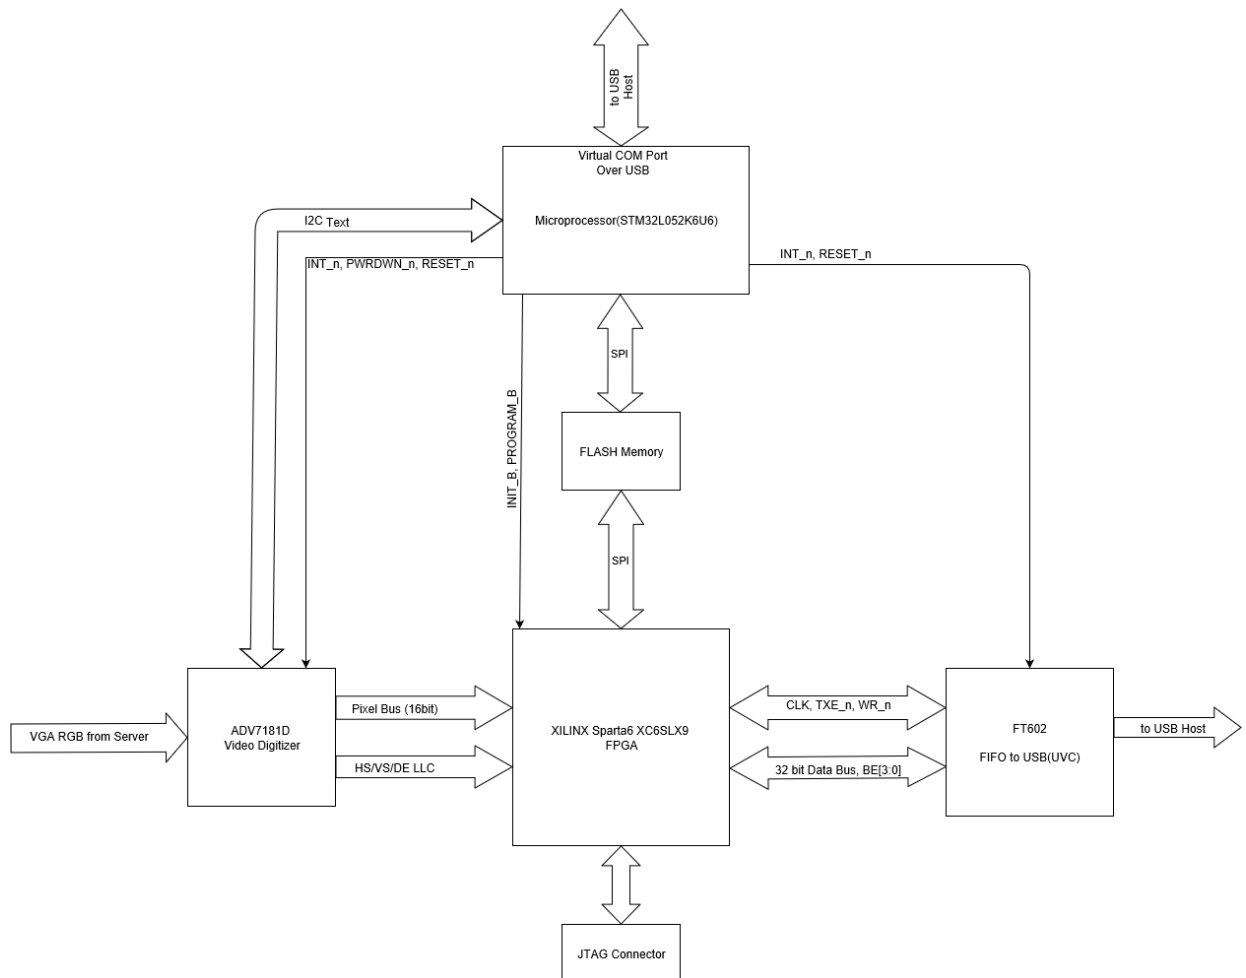 to USB
Host
Virtual COM Port
Over USB
Microprocessor(STM32L052K6U6)
I2C Text
INT_n, PWRDWN_n, RESET_n
INT_n, RESET_n
SPI
INIT_B, PROGRAM_B
FLASH Memory
SPI
VGA RGB from Server
ADV7181D
Video Digitizer
Pixel Bus (16bit)
HS/VS/DE LLC
XILINX Sparta6 XC6SLX9
FPGA
CLK, TXE_n, WR_n
32 bit Data Bus, BE[3:0]
FT602
FIFO to USB(UVC)
to USB Host
JTAG Connector